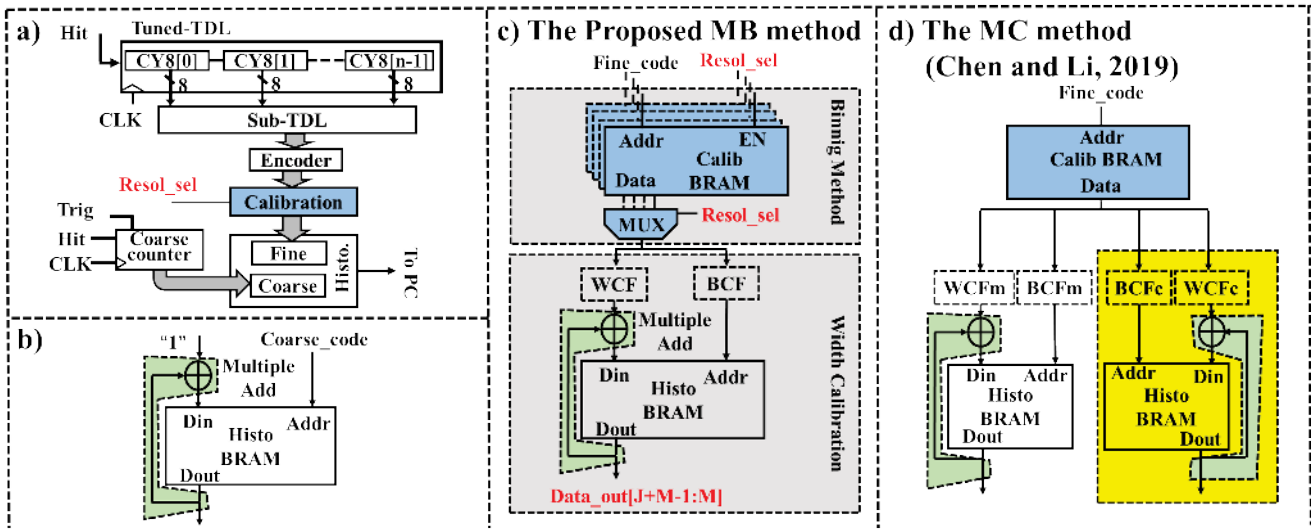 a)
Hit
Tuned-TDL
CY8[0]
CY8[1]
CY8[n-1]
8
8
8
CLK
Sub-TDL
Encoder
Resol_sel
Calibration
Trig
Hit
CLK
Coarse
counter
Fine
Coarse
Histo.
To PC
b)
"1"
Coarse_code
Multiple
Add
Din
Addr
Histo
BRAM
Dout
c) The Proposed MB method
Fine_code
Resol_sel
Addr
EN
Calib
BRAM
Data
MUX
Resol_sel
Binnig Method
WCF
BCF
Multiple
Add
Din
Addr
Histo
BRAM
Dout
Width Calibration
Data_out[J+M-1:M]
d) The MC method
(Chen and Li, 2019)
Fine_code
Addr
Calib BRAM
Data
WCFm
BCFm
BCFc
WCFc
Din
Addr
Histo
BRAM
Dout
Addr
Din
Histo
BRAM
Dout